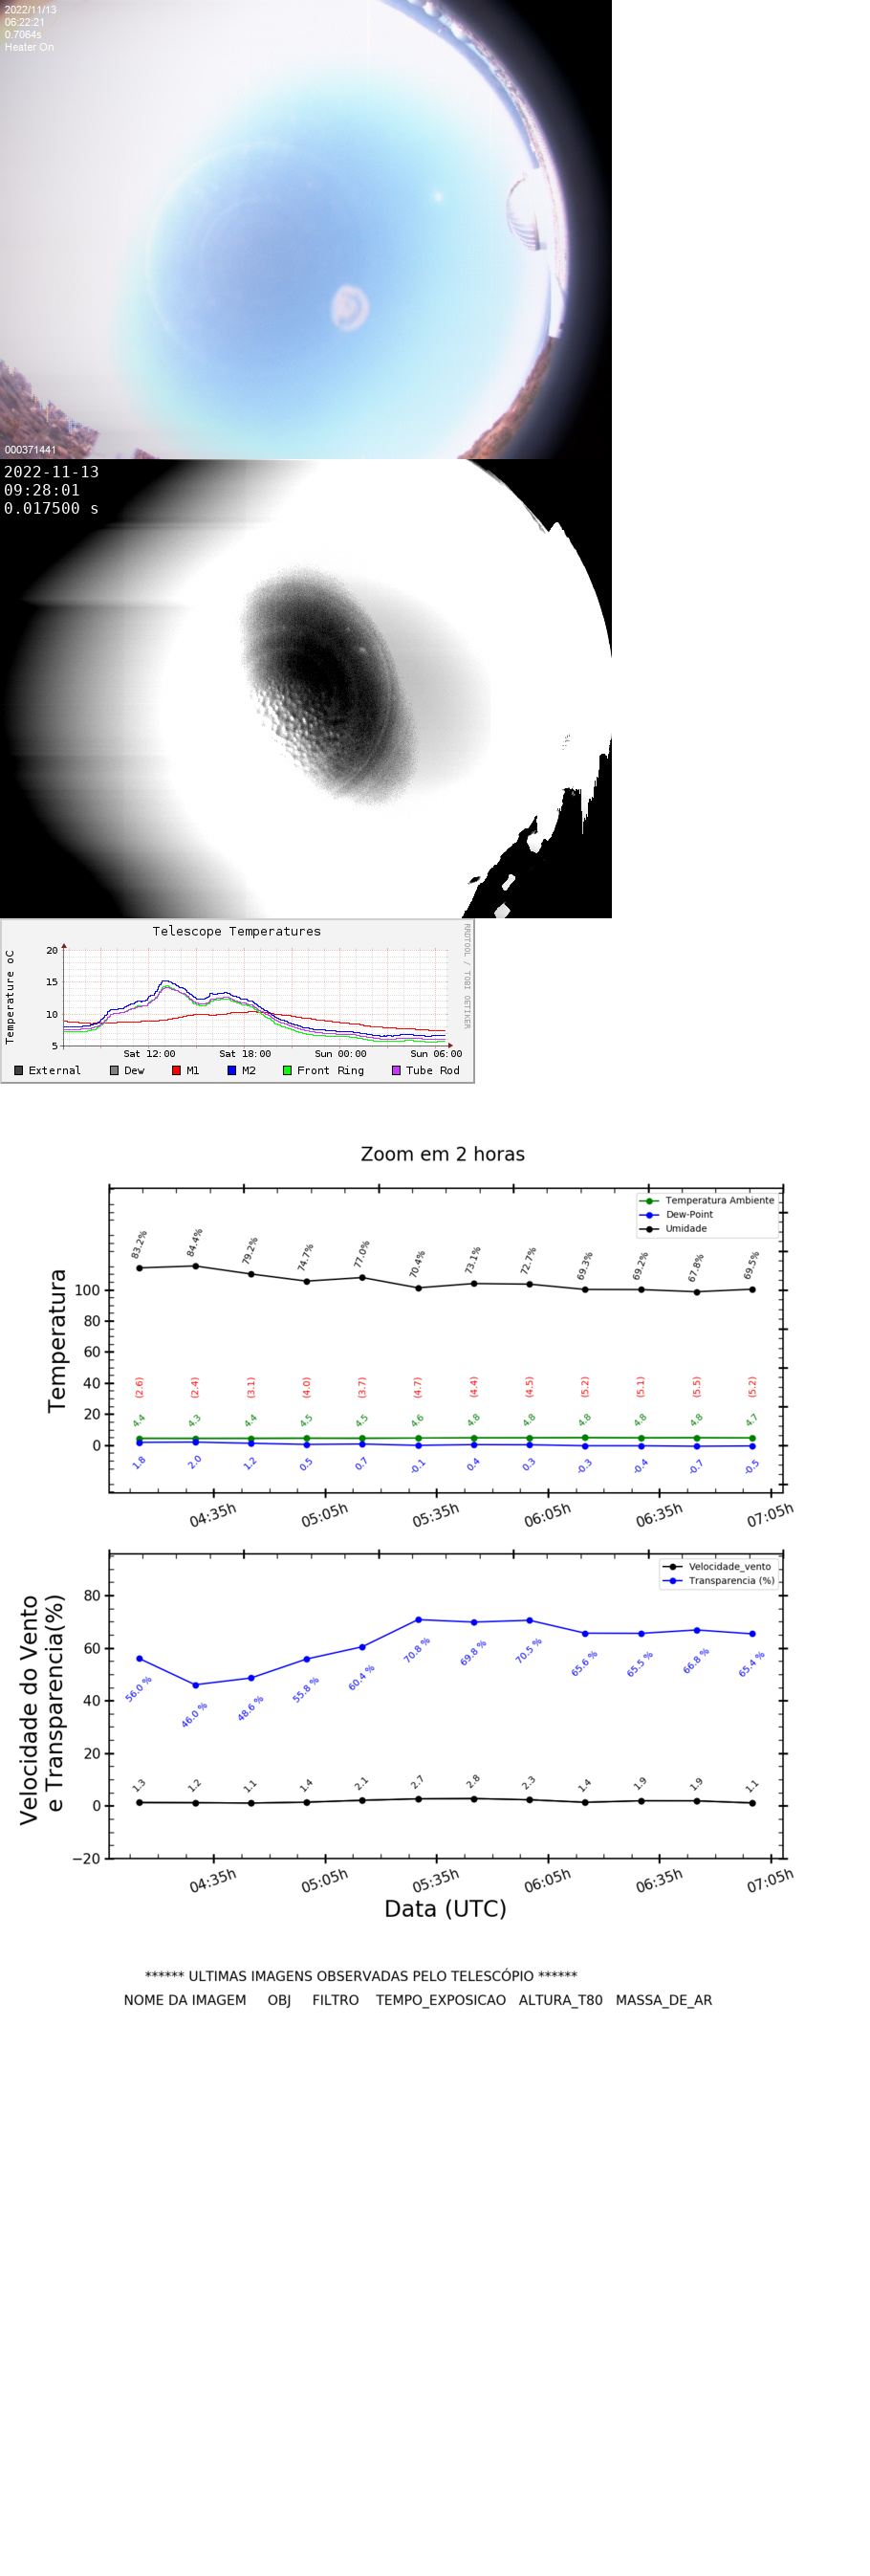 2022/11/13
06:22:21
0.7064s
Heater On
000371441
2022-11-13
09:28:01
0.017500 s
Telescope Temperatures
RRDTOOL / TOBI OETIKER
Temperature oC
20
15
10
5
Sat 12:00 Sat 18:00 Sun 00:00 Sun 06:00
External Dew M1 M2 Front Ring Tube Rod
Zoom em 2 horas
Temperatura Ambiente
Dew-Point
Umidade
83.2% 84.4% 79.2% 74.7% 77.0% 70.4% 73.1% 72.7% 69.3% 69.2% 67.8% 69.5%
Temperatura
100
80
60
40
20
0
(2.6) (2.4) (3.1) (4.0) (3.7) (4.7) (4.4) (4.5) (5.2) (5.1) (5.5) (5.2)
4.4 4.3 4.4 4.5 4.5 4.6 4.8 4.8 4.8 4.8 4.8 4.7
1.8 2.0 1.2 0.5 0.7 -0.1 0.4 0.3 -0.3 -0.4 -0.7 -0.5
04:35h 05:05h 05:35h 06:05h 06:35h 07:05h
Velocidade_vento
Transparencia (%)
Velocidade do Vento
e Transparencia(%)
80
60
40
20
0
−20
56.0 % 46.0 % 48.6 % 55.8 % 60.4 % 70.8 % 69.8 % 70.5 % 65.6 % 65.5 % 66.8 % 65.4 %
1.3 1.2 1.1 1.4 2.1 2.7 2.8 2.3 1.4 1.9 1.9 1.1
04:35h 05:05h 05:35h 06:05h 06:35h 07:05h
Data (UTC)
****** ULTIMAS IMAGENS OBSERVADAS PELO TELESCÓPIO ******
NOME DA IMAGEM OBJ FILTRO TEMPO_EXPOSICAO ALTURA_T80 MASSA_DE_AR